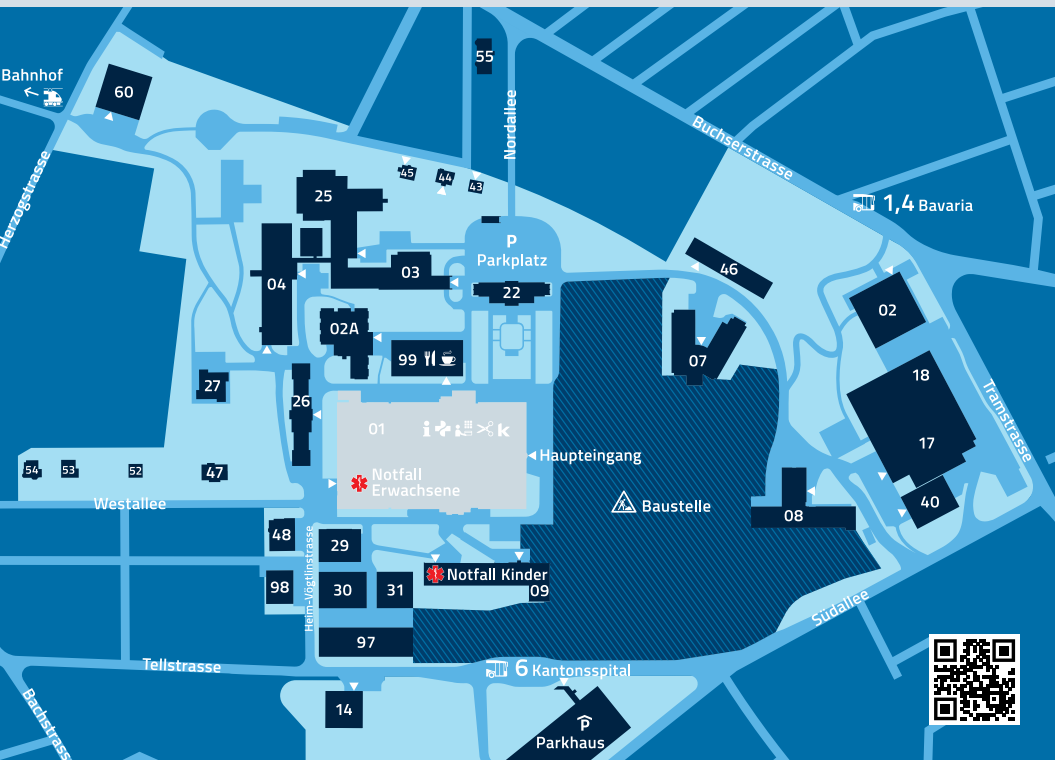 55
Bahnhof
60
Nordallee
Buchserstrasse
Herzogstrasse
45
44
43
25
1,4 Bavaria
P
Parkplatz
03
46
04
22
02
02A
07
99
18
27
26
Tramstrasse
01
i k
17
Haupteingang
54
53
52
47
Notfall
Erwachsene
Westallee
40
Baustelle
08
48
29
Heim-Vögtlinstrasse
Notfall Kinder
98
30
31
09
Südallee
97
Tellstrasse
6 Kantonsspital
Bachstrass
14
P
Parkhaus